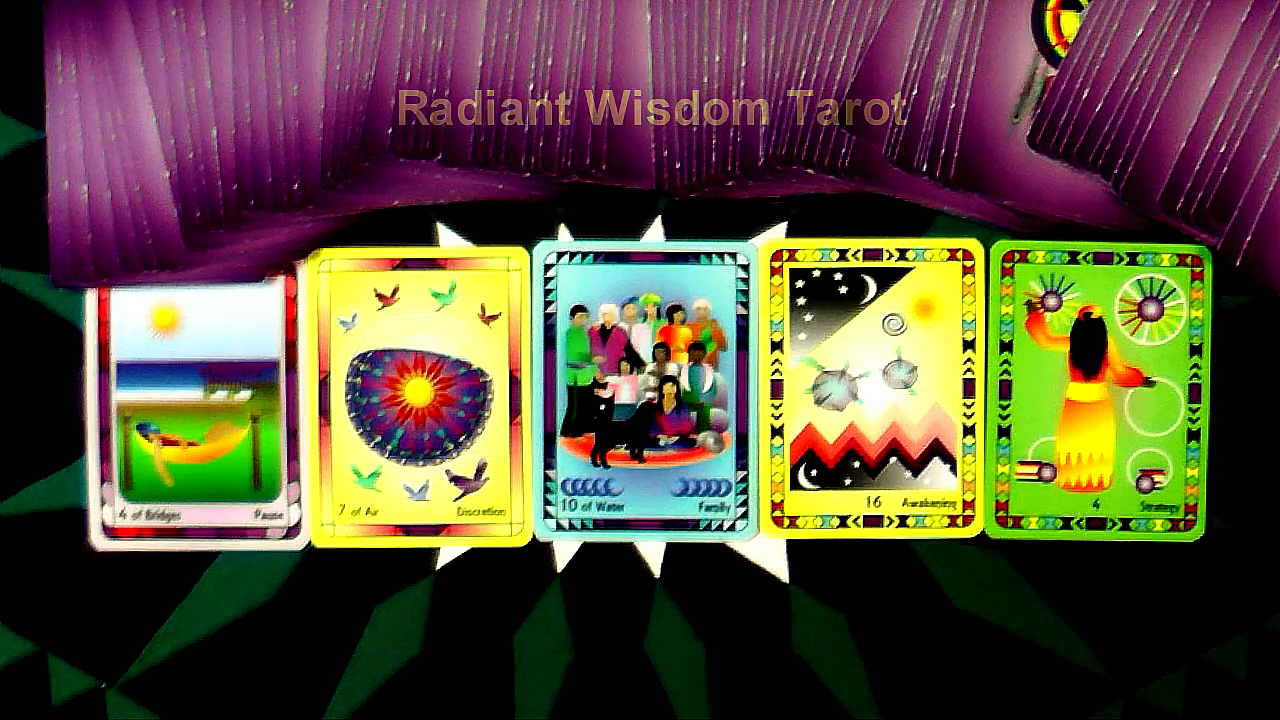 Radiant Wisdom Tarot
4 of Bridges Pause
7 of Air Discretion
10 of Water Family
16 Awakening
4 Strategy